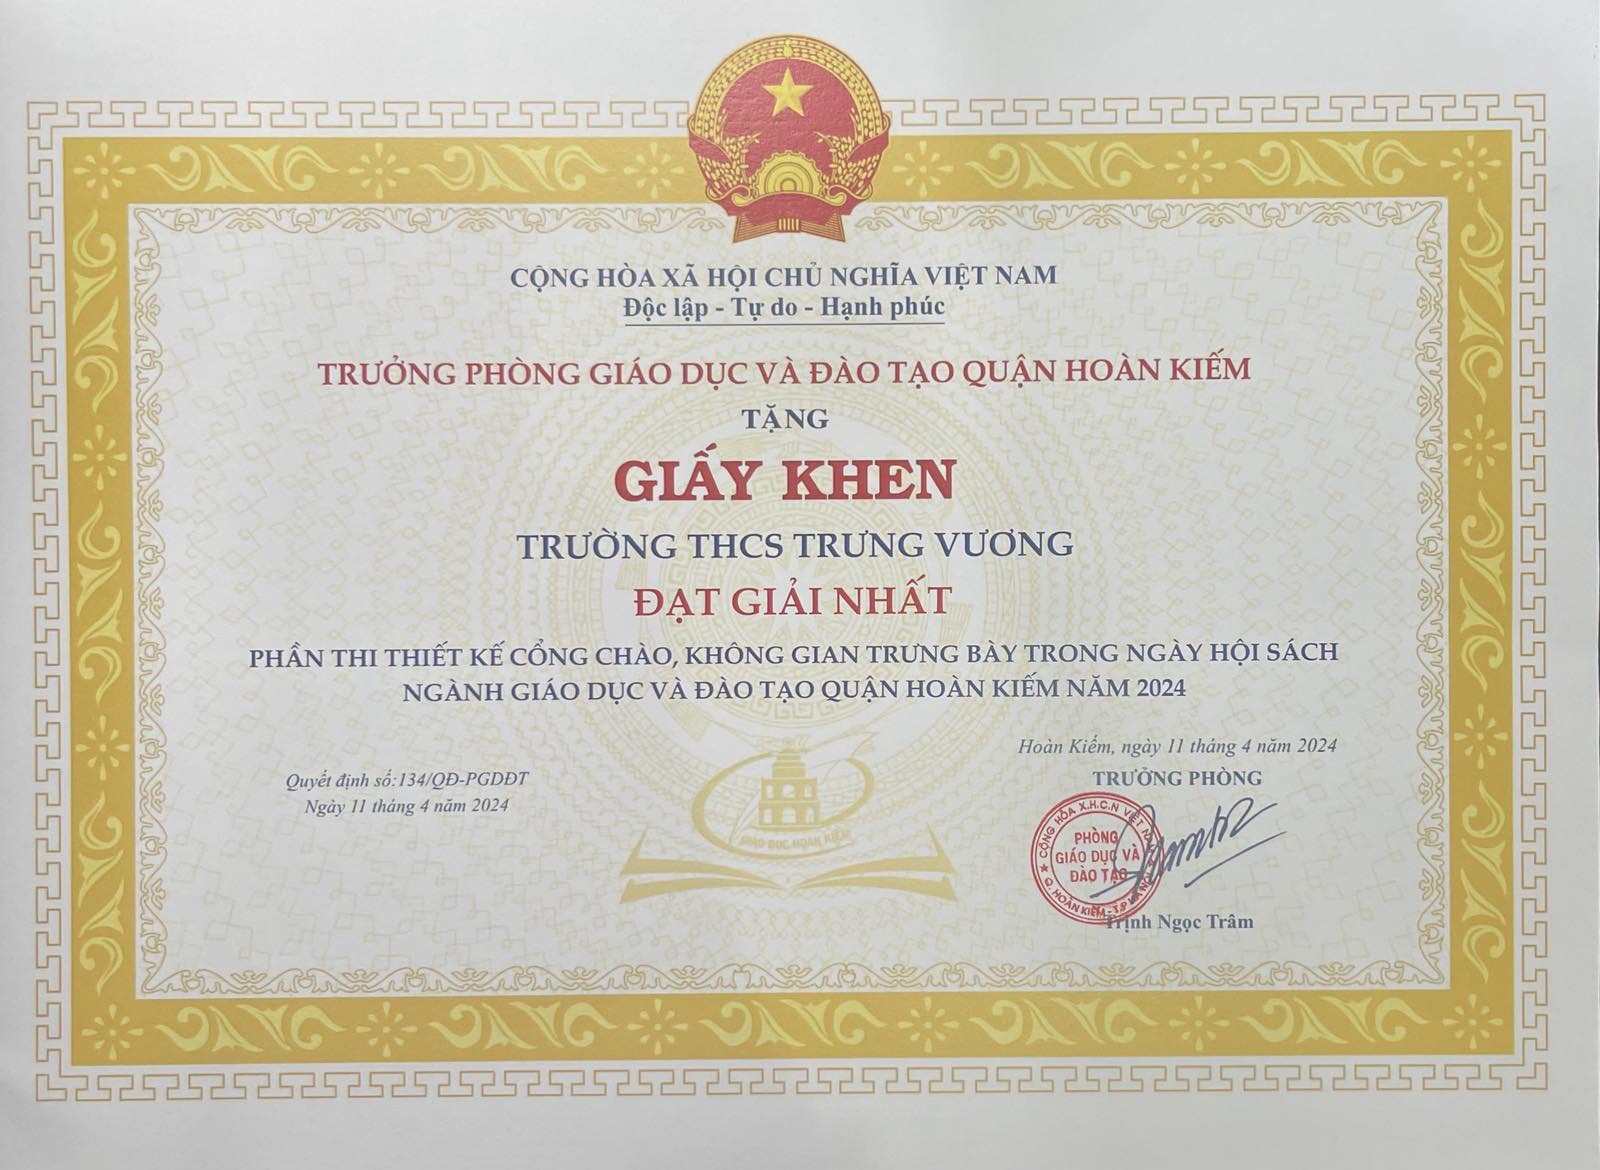 CỘNG HÒA XÃ HỘI CHỦ NGHĨA VIỆT NAM
Độc lập - Tự do - Hạnh phúc
TRƯỞNG PHÒNG GIÁO DỤC VÀ ĐÀO TẠO QUẬN HOÀN KIẾM
TẶNG
GIẤY KHEN
TRƯỜNG THCS TRƯNG VƯƠNG
ĐẠT GIẢI NHẤT
PHẦN THI THIẾT KẾ CỔNG CHÀO, KHÔNG GIAN TRƯNG BÀY TRONG NGÀY HỘI SÁCH
NGÀNH GIÁO DỤC VÀ ĐÀO TẠO QUẬN HOÀN KIẾM NĂM 2024
Quyết định số:134/QĐ-PGDĐT
Ngày 11 tháng 4 năm 2024
GIÁO DỤC HOÀN KIẾM
Hoàn Kiếm, ngày 11 tháng 4 năm 2024
TRƯỞNG PHÒNG
CỘNG HÒA X.H.C.N VIỆT NAM
PHÒNG
GIÁO DỤC VÀ
ĐÀO TẠO
Q. HOÀN KIẾM-T.P HÀ NỘI
Trịnh Ngọc Trâm